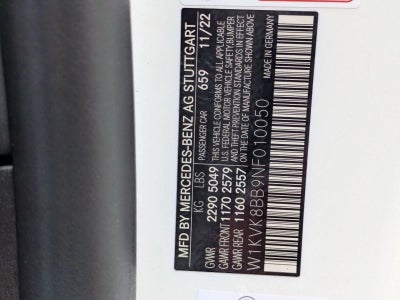 MADE IN GERMANY
MFD BY MERCEDES-BENZ AG STUTTGART
PASSENGER CAR 659 11/22
KG LBS
GVWR 2290 5049
GAWR FRONT 1170 2579
GAWR REAR 1160 2557
THIS VEHICLE CONFORMS TO ALL APPLICABLE
U.S. FEDERAL MOTOR VEHICLE SAFETY, BUMPER
AND THEFT PREVENTION STANDARDS IN EFFECT
ON THE DATE OF MANUFACTURE SHOWN ABOVE
W1KVK8BB9NF010050